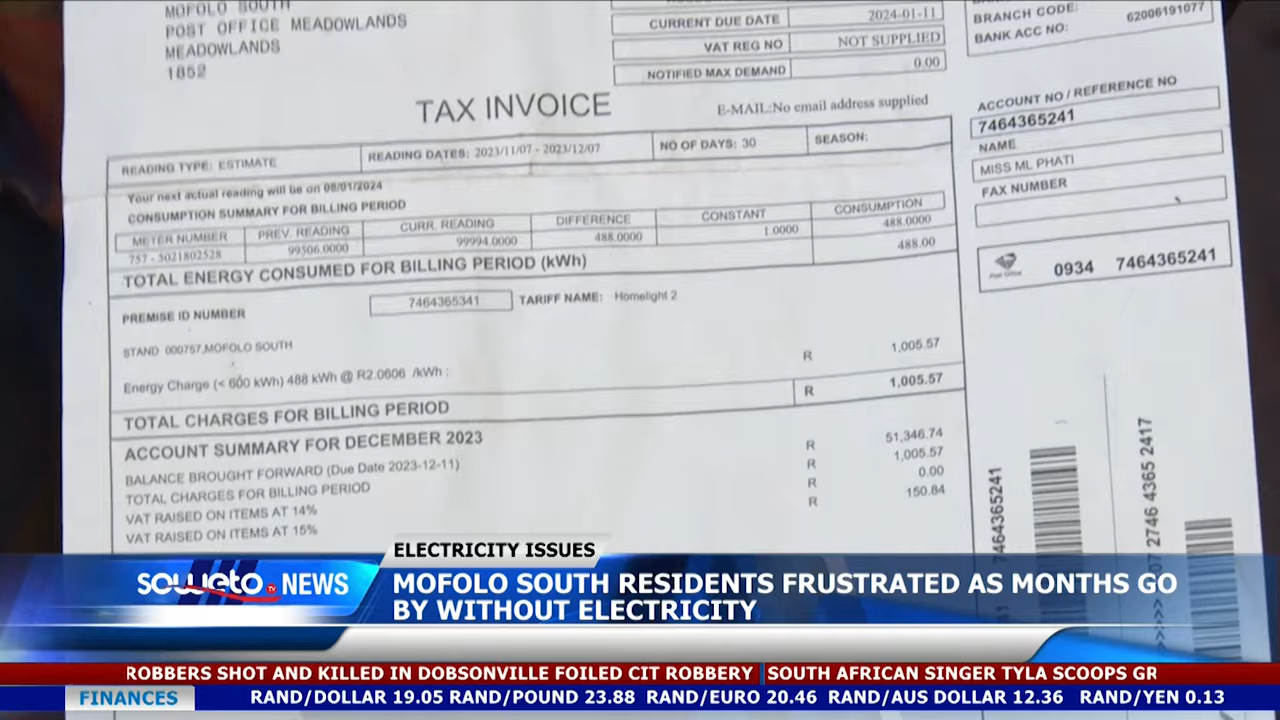 MOFOLO SOUTH
POST OFFICE MEADOWLANDS
MEADOWLANDS
1852
CURRENT DUE DATE 2024-01-11
VAT REG NO NOT SUPPLIED
NOTIFIED MAX DEMAND 0.00
BRANCH CODE:
BANK ACC NO: 62006191077
TAX INVOICE
E-MAIL:No email address supplied
ACCOUNT NO / REFERENCE NO
7464365241
NAME
MISS ML PHATI
FAX NUMBER
Post Office 0934 7464365241
READING TYPE: ESTIMATE READING DATES: 2023/11/07 - 2023/12/07 NO OF DAYS: 30 SEASON:
Your next actual reading will be on 08/01/2024
CONSUMPTION SUMMARY FOR BILLING PERIOD
METER NUMBER PREV. READING CURR. READING DIFFERENCE CONSTANT CONSUMPTION
757 - 5021802528 99506.0000 99994.0000 488.0000 1.0000 488.0000
TOTAL ENERGY CONSUMED FOR BILLING PERIOD (kWh) 488.00
PREMISE ID NUMBER 7464365341 TARIFF NAME: Homelight 2
STAND 000757,MOFOLO SOUTH
Energy Charge (< 600 kWh) 488 kWh @ R2.0606 /kWh : R 1,005.57
TOTAL CHARGES FOR BILLING PERIOD R 1,005.57
ACCOUNT SUMMARY FOR DECEMBER 2023
BALANCE BROUGHT FORWARD (Due Date 2023-12-11) R 51,346.74
TOTAL CHARGES FOR BILLING PERIOD R 1,005.57
VAT RAISED ON ITEMS AT 14% R 0.00
VAT RAISED ON ITEMS AT 15% R 150.84
7464365241
2746 4365 2417
ELECTRICITY ISSUES
soweto tv NEWS
MOFOLO SOUTH RESIDENTS FRUSTRATED AS MONTHS GO
BY WITHOUT ELECTRICITY
ROBBERS SHOT AND KILLED IN DOBSONVILLE FOILED CIT ROBBERY SOUTH AFRICAN SINGER TYLA SCOOPS GR
FINANCES RAND/DOLLAR 19.05 RAND/POUND 23.88 RAND/EURO 20.46 RAND/AUS DOLLAR 12.36 RAND/YEN 0.13